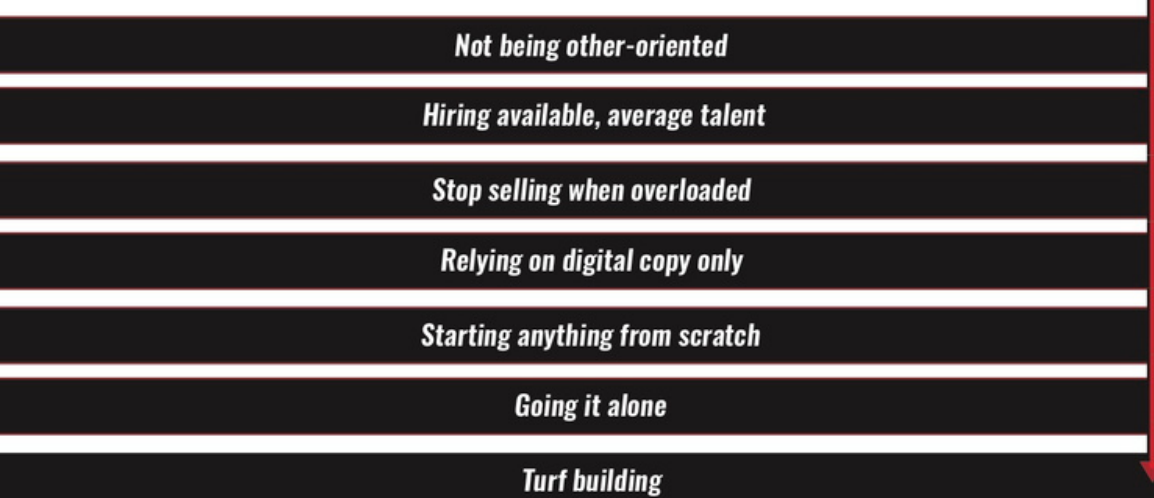 Not being other-oriented
Hiring available, average talent
Stop selling when overloaded
Relying on digital copy only
Starting anything from scratch
Going it alone
Turf building